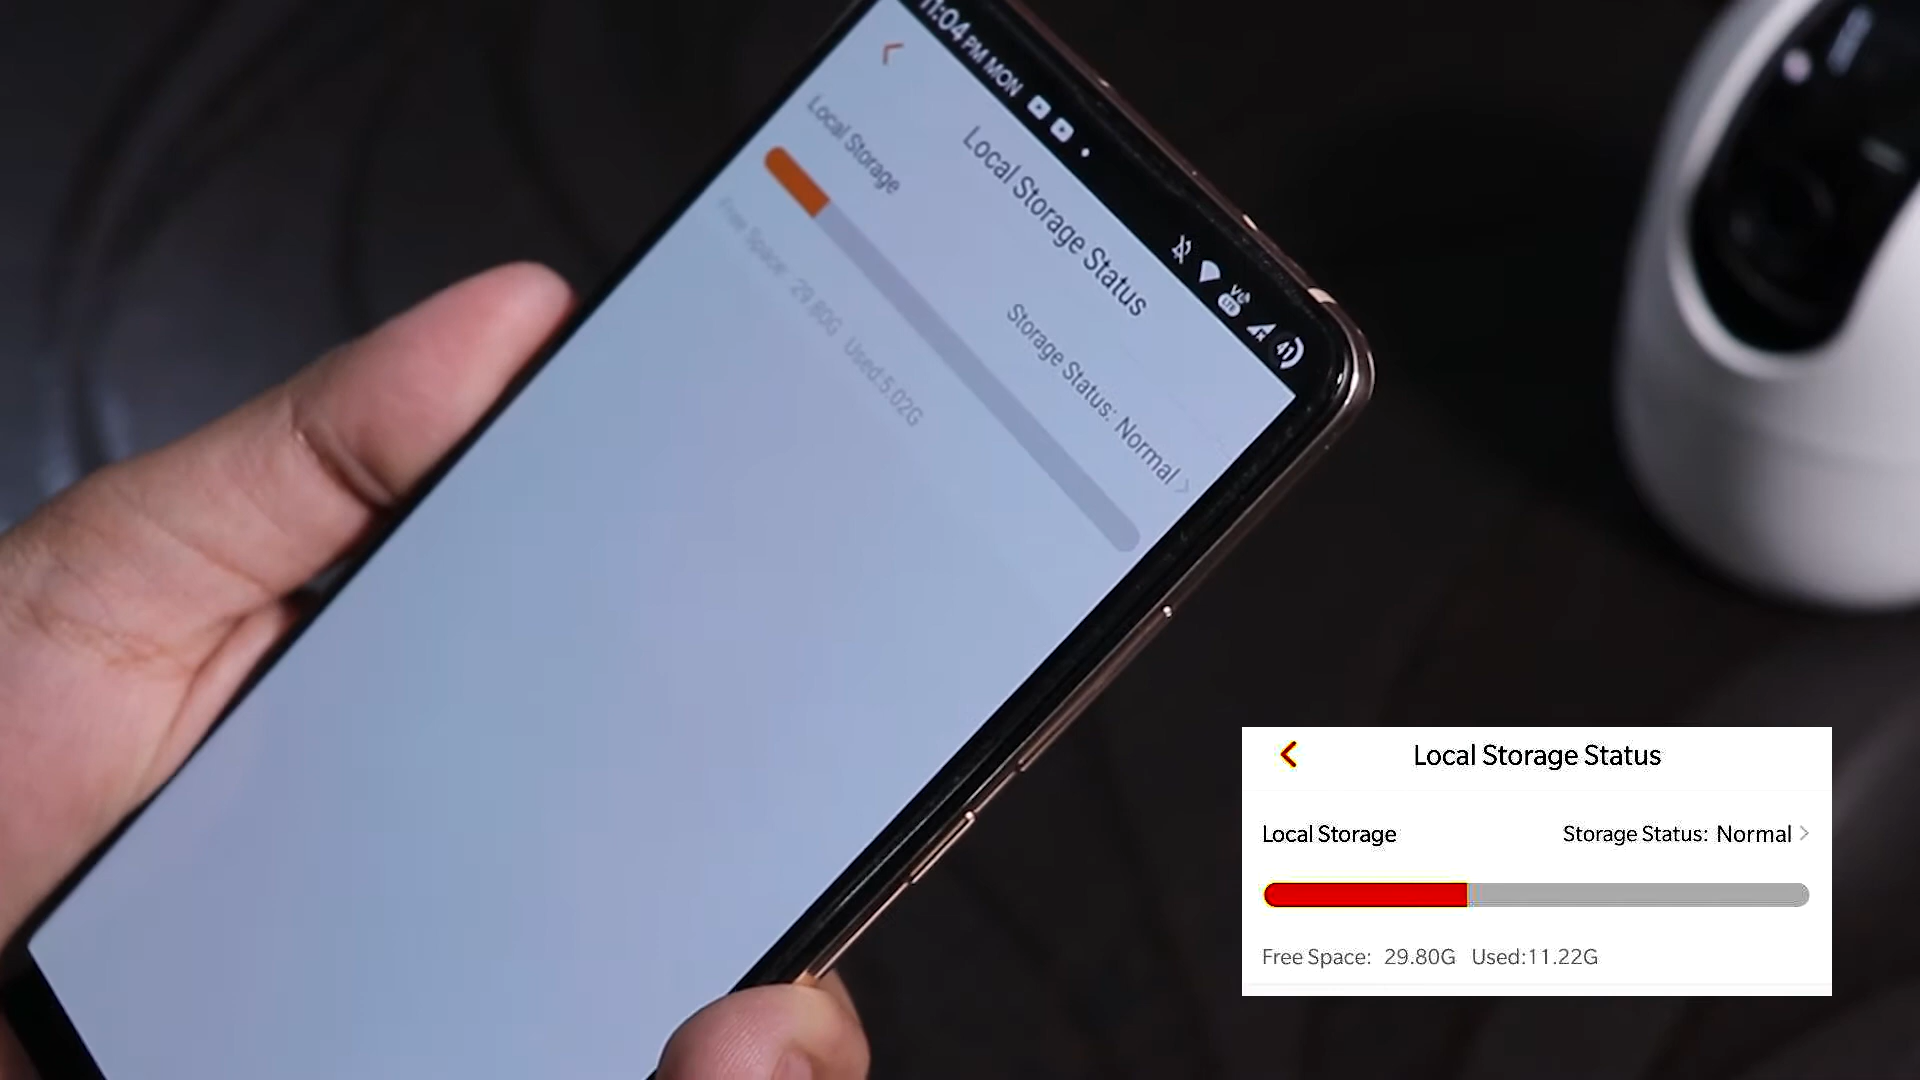 11:04 PM MON
41
Local Storage Status
Local Storage Storage Status: Normal
Free Space: 29.80G Used:5.02G
Local Storage Status
Local Storage Storage Status: Normal
Free Space: 29.80G Used:11.22G